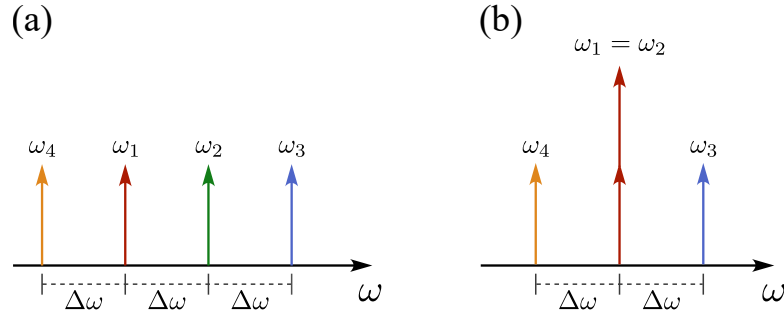 (a)
ω₄ ω₁ ω₂ ω₃
Δω Δω Δω ω
(b)
ω₁ = ω₂
ω₄ ω₃
Δω Δω ω